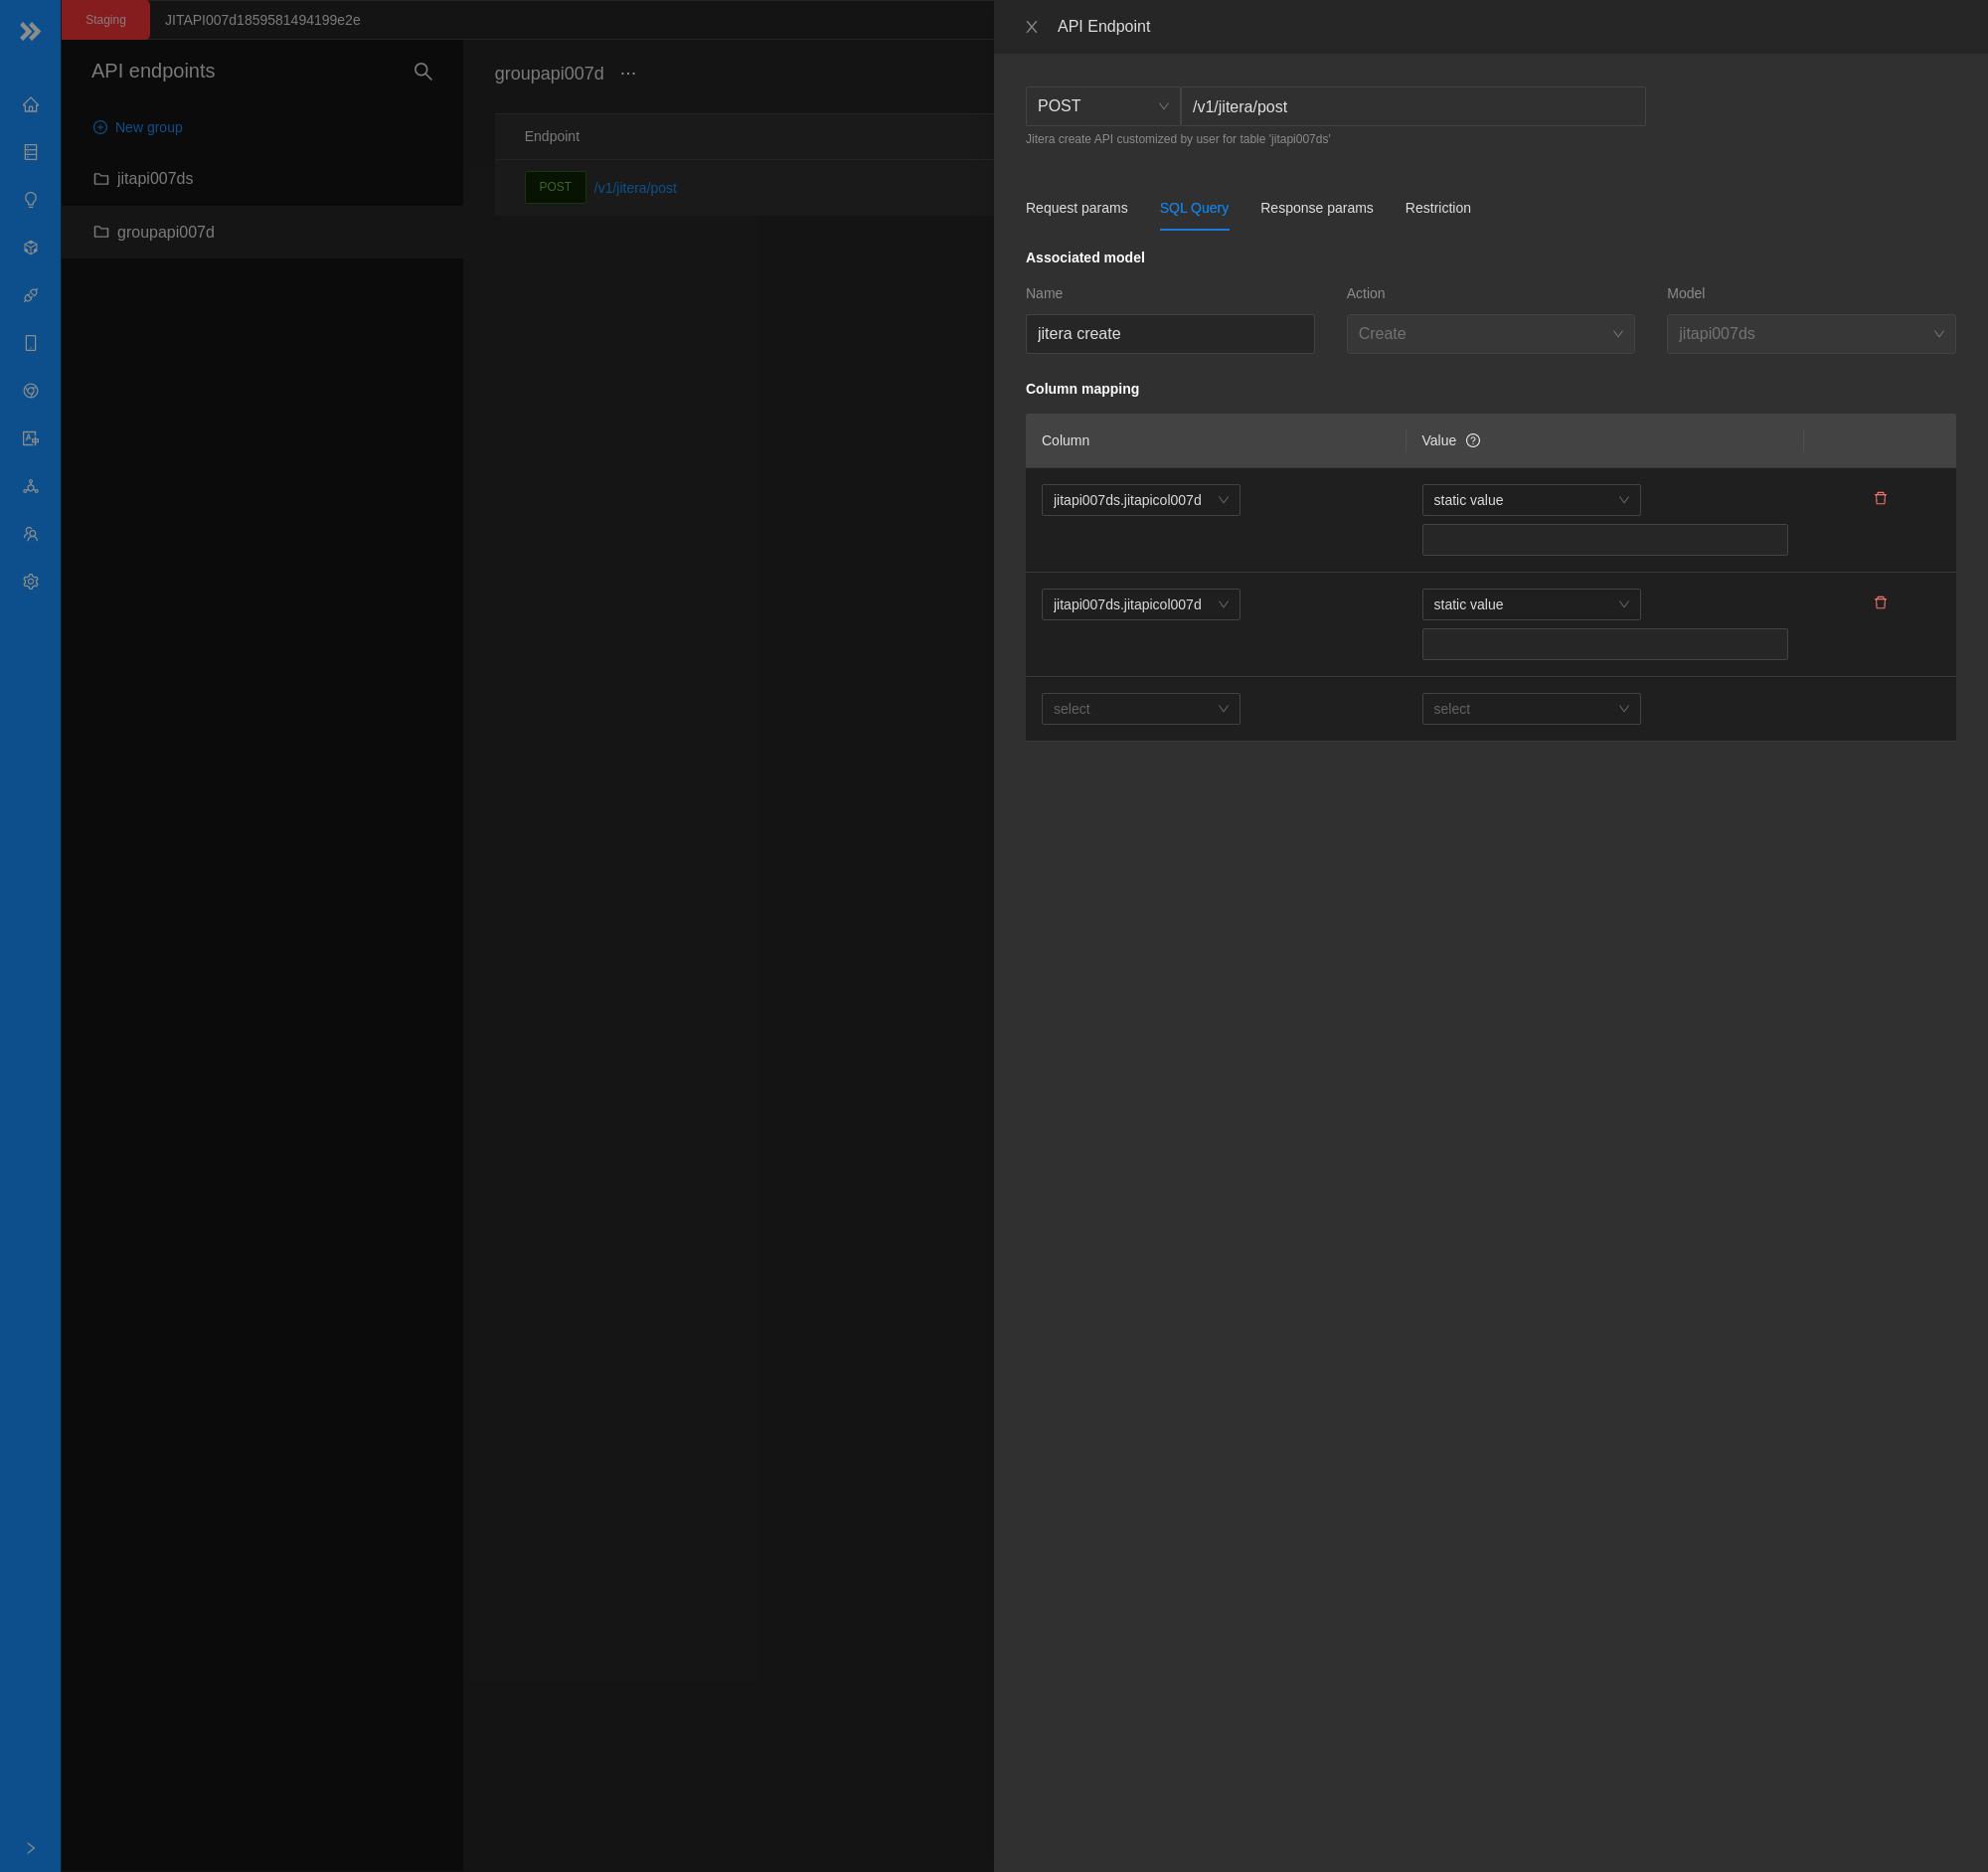 Staging
JITAPI007d1859581494199e2e
API endpoints
New group
jitapi007ds
groupapi007d
groupapi007d ...
Endpoint
POST /v1/jitera/post
API Endpoint
POST /v1/jitera/post
Jitera create API customized by user for table 'jitapi007ds'
Request params SQL Query Response params Restriction
Associated model
Name Action Model
jitera create Create jitapi007ds
Column mapping
Column Value
jitapi007ds.jitapicol007d static value
jitapi007ds.jitapicol007d static value
select select